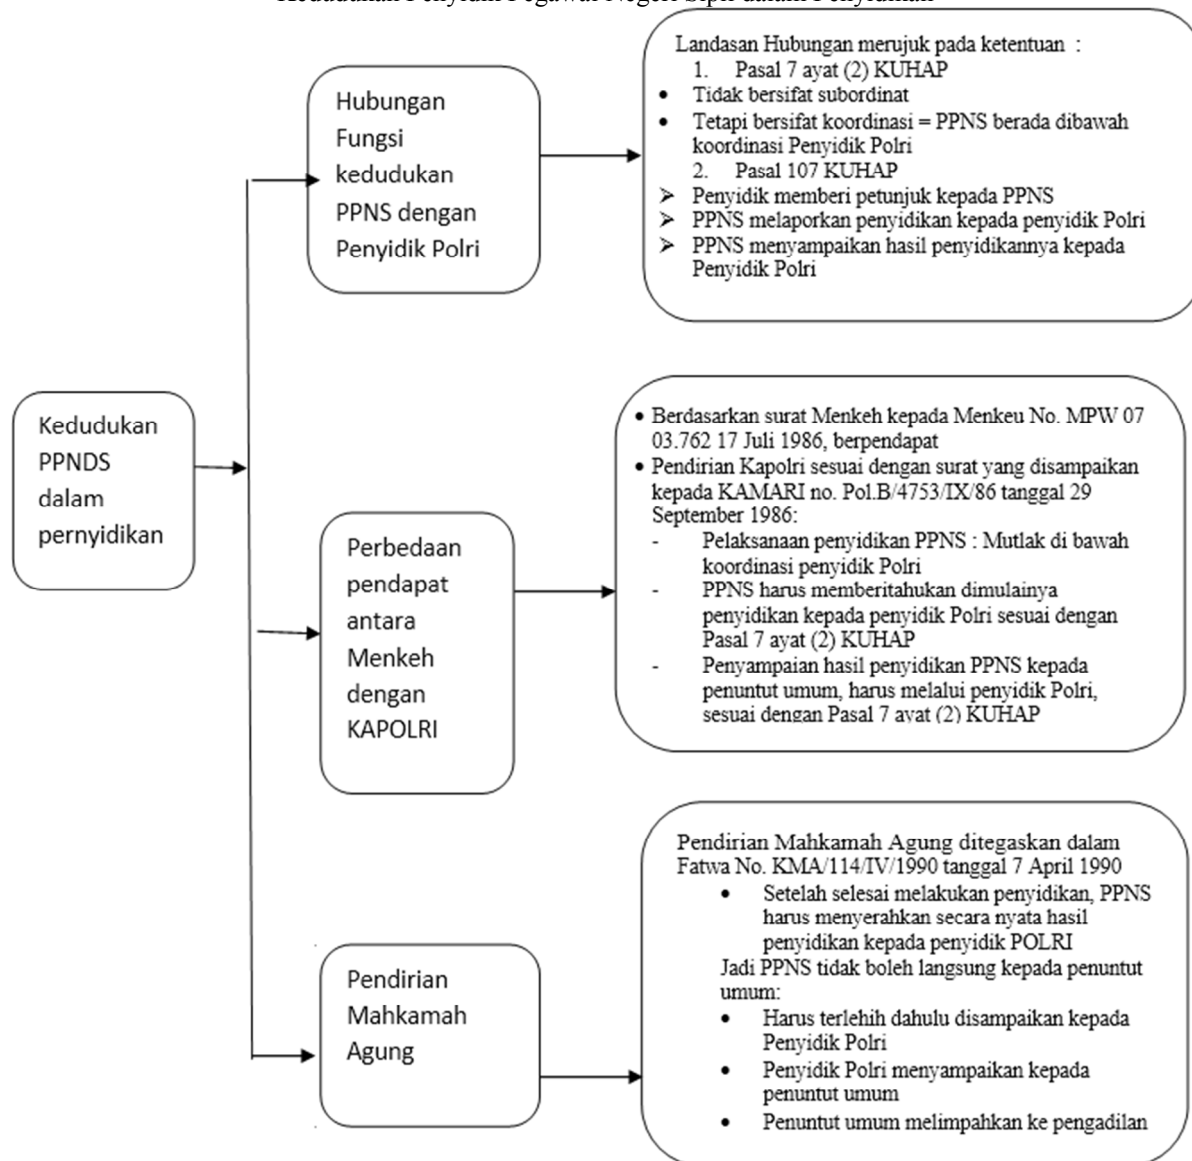 Kedudukan Penyidik Pegawai Negeri Sipil dalam Penyidikan
Kedudukan
PPNDS
dalam
pernyidikan
Hubungan
Fungsi
kedudukan
PPNS dengan
Penyidik Polri
Landasan Hubungan merujuk pada ketentuan :
1. Pasal 7 ayat (2) KUHAP
• Tidak bersifat subordinat
• Tetapi bersifat koordinasi = PPNS berada dibawah
koordinasi Penyidik Polri
2. Pasal 107 KUHAP
➢ Penyidik memberi petunjuk kepada PPNS
➢ PPNS melaporkan penyidikan kepada penyidik Polri
➢ PPNS menyampaikan hasil penyidikannya kepada
Penyidik Polri
Perbedaan
pendapat
antara
Menkeh
dengan
KAPOLRI
• Berdasarkan surat Menkeh kepada Menkeu No. MPW 07
03.762 17 Juli 1986, berpendapat
• Pendirian Kapolri sesuai dengan surat yang disampaikan
kepada KAMARI no. Pol.B/4753/IX/86 tanggal 29
September 1986:
- Pelaksanaan penyidikan PPNS : Mutlak di bawah
koordinasi penyidik Polri
- PPNS harus memberitahukan dimulainya
penyidikan kepada penyidik Polri sesuai dengan
Pasal 7 ayat (2) KUHAP
- Penyampaian hasil penyidikan PPNS kepada
penuntut umum, harus melalui penyidik Polri,
sesuai dengan Pasal 7 ayat (2) KUHAP
Pendirian
Mahkamah
Agung
Pendirian Mahkamah Agung ditegaskan dalam
Fatwa No. KMA/114/IV/1990 tanggal 7 April 1990
• Setelah selesai melakukan penyidikan, PPNS
harus menyerahkan secara nyata hasil
penyidikan kepada penyidik POLRI
Jadi PPNS tidak boleh langsung kepada penuntut
umum:
• Harus terlehih dahulu disampaikan kepada
Penyidik Polri
• Penyidik Polri menyampaikan kepada
penuntut umum
• Penuntut umum melimpahkan ke pengadilan